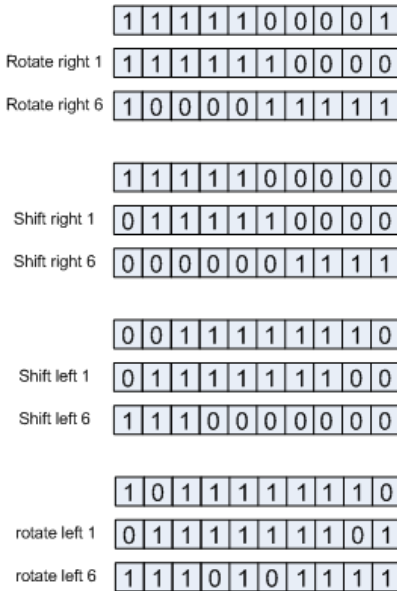 1 1 1 1 1 0 0 0 0 1
Rotate right 1 1 1 1 1 1 1 0 0 0 0
Rotate right 6 1 0 0 0 0 1 1 1 1 1
1 1 1 1 1 0 0 0 0 0
Shift right 1 0 1 1 1 1 1 0 0 0 0
Shift right 6 0 0 0 0 0 0 1 1 1 1
0 0 1 1 1 1 1 1 1 0
Shift left 1 0 1 1 1 1 1 1 1 0 0
Shift left 6 1 1 1 0 0 0 0 0 0 0
1 0 1 1 1 1 1 1 1 0
rotate left 1 0 1 1 1 1 1 1 1 0 1
rotate left 6 1 1 1 0 1 0 1 1 1 1